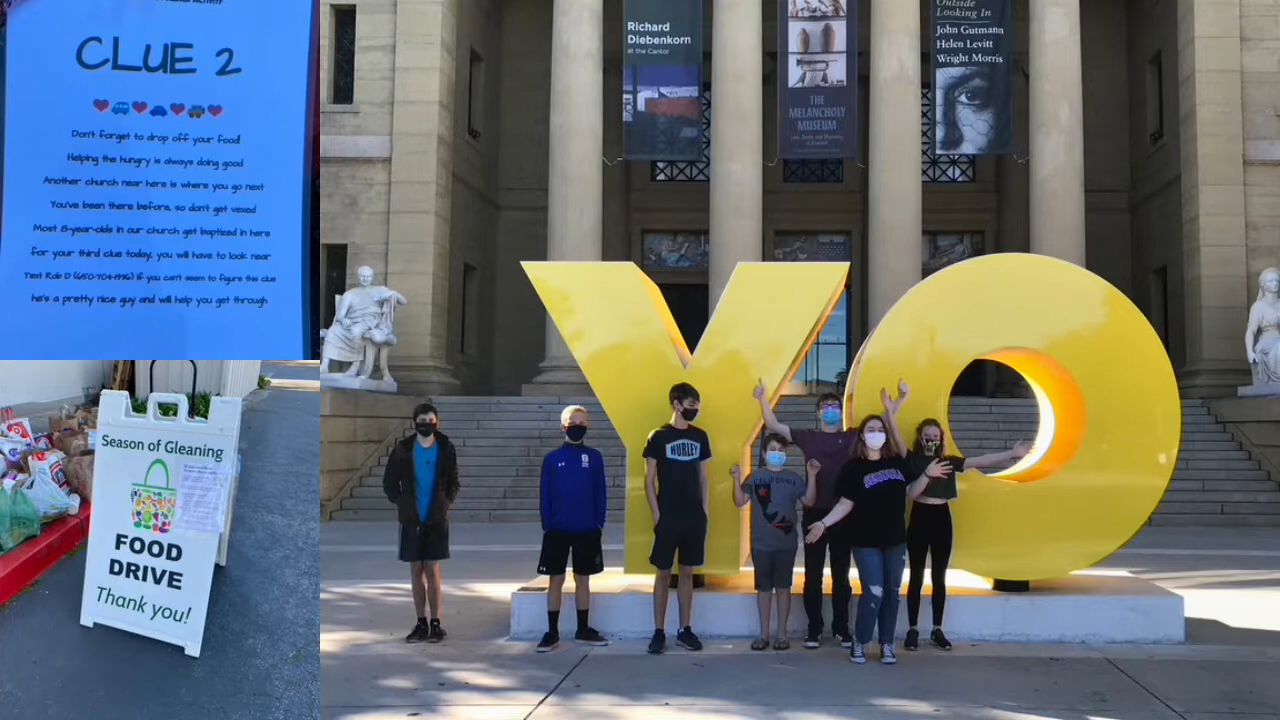 CLUE 2
Don't forget to drop off your food!
Helping the hungry is always doing good
Another church near here is where you go next
You've been there before, so don't get vexed
Most 8-year-olds in our church get baptized in here
for your third clue today, you will have to look near
Text Rob D (650-704-1976) if you can't seem to figure this clue
he's a pretty nice guy and will help you get through
Season of Gleaning
FOOD
DRIVE
Thank you!
Richard
Diebenkorn
at the Cantor
THE
MELANCHOLY
MUSEUM
Outside
Looking In
John Gutmann
Helen Levitt
Wright Morris
YO
HURLEY
CALIFORNIA
SEQUOIA